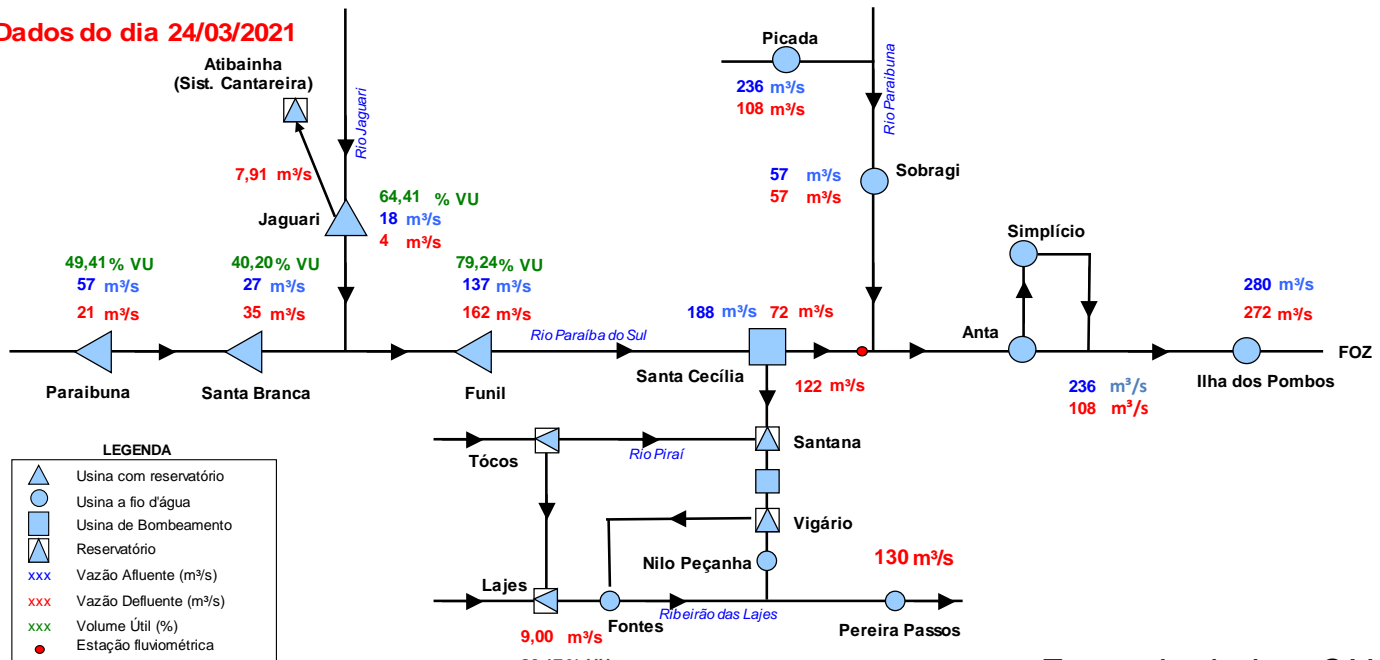 Dados do dia 24/03/2021
Atibainha
(Sist. Cantareira)
Rio Jaguari
7,91 m³/s
Jaguari
64,41 % VU
18 m³/s
4 m³/s
Picada
236 m³/s
108 m³/s
Rio Paraibuna
57 m³/s
57 m³/s
Sobragi
Simplício
49,41% VU
57 m³/s
21 m³/s
Paraibuna
40,20% VU
27 m³/s
35 m³/s
Santa Branca
79,24% VU
137 m³/s
162 m³/s
Funil
Rio Paraíba do Sul
188 m³/s 72 m³/s
Santa Cecília
122 m³/s
Anta
236 m³/s
108 m³/s
280 m³/s
272 m³/s
Ilha dos Pombos
FOZ
Tócos
Rio Piraí
Santana
Vigário
Nilo Peçanha
130 m³/s
Lajes
9,00 m³/s
Fontes
Ribeirão das Lajes
Pereira Passos
LEGENDA
Usina com reservatório
Usina a fio d'água
Usina de Bombeamento
Reservatório
xxx Vazão Afluente (m³/s)
xxx Vazão Defluente (m³/s)
xxx Volume Útil (%)
Estação fluviométrica